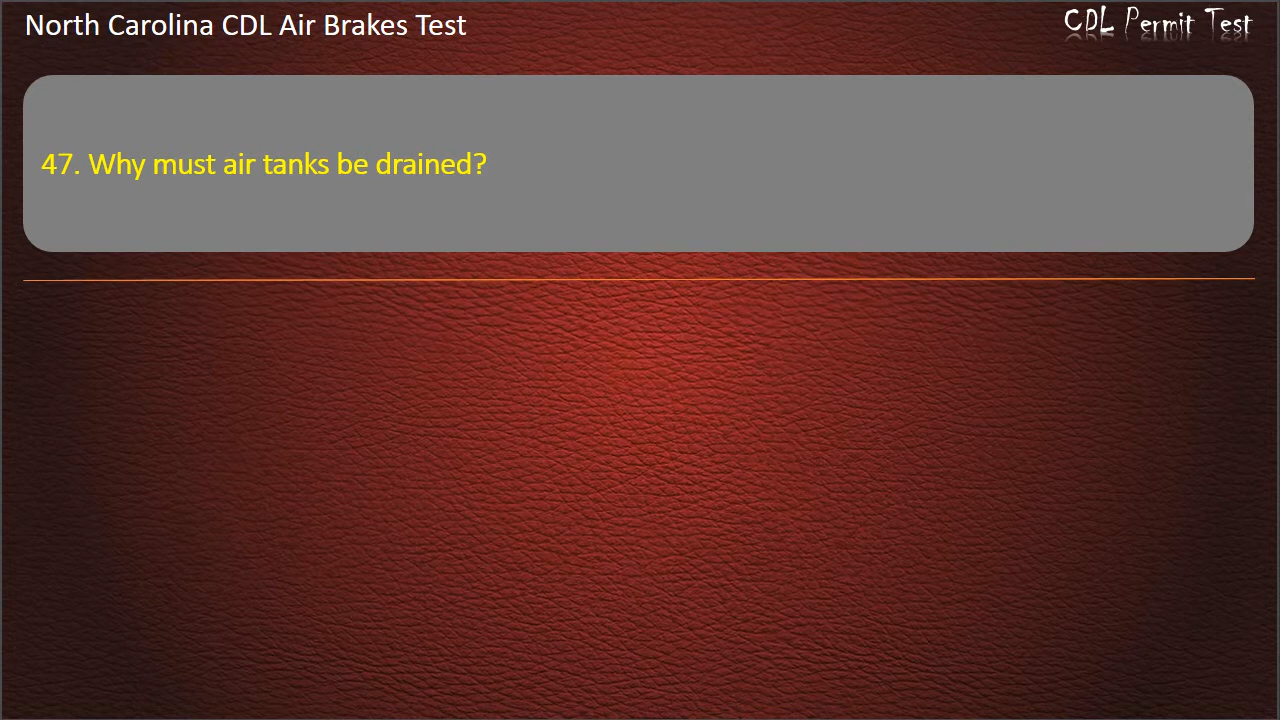 North Carolina CDL Air Brakes Test
CDL Permit Test
47. Why must air tanks be drained?